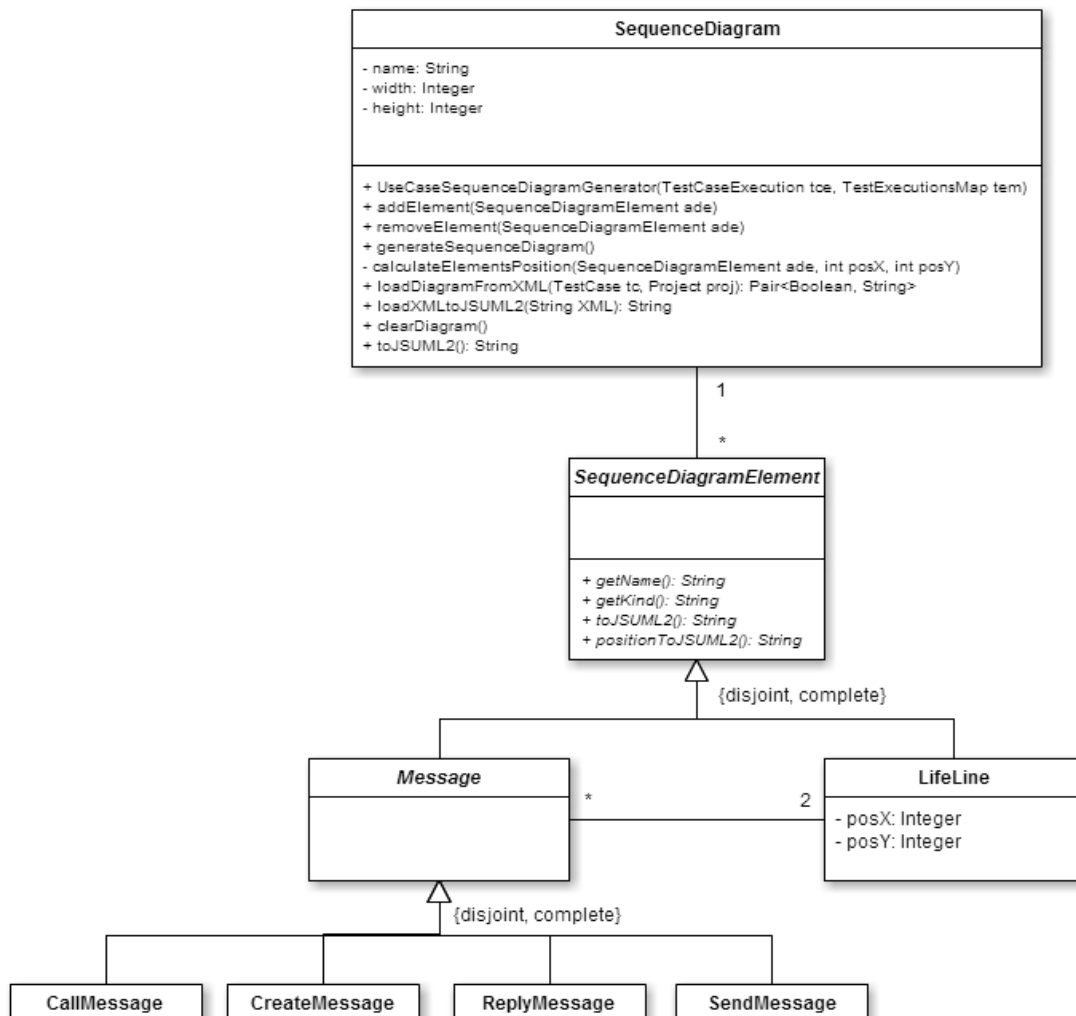 SequenceDiagram
- name: String
- width: Integer
- height: Integer
+ UseCaseSequenceDiagramGenerator(TestCaseExecution tce, TestExecutionsMap tem)
+ addElement(SequenceDiagramElement ade)
+ removeElement(SequenceDiagramElement ade)
+ generateSequenceDiagram()
- calculateElementsPosition(SequenceDiagramElement ade, int posX, int posY)
+ loadDiagramFromXML(TestCase tc, Project proj): Pair<Boolean, String>
+ loadXMLtoJSUML2(String XML): String
+ clearDiagram()
+ toJSUML2(): String
1
*
SequenceDiagramElement
+ getName(): String
+ getKind(): String
+ toJSUML2(): String
+ positionToJSUML2(): String
{disjoint, complete}
Message
* 2
LifeLine
- posX: Integer
- posY: Integer
{disjoint, complete}
CallMessage
CreateMessage
ReplyMessage
SendMessage